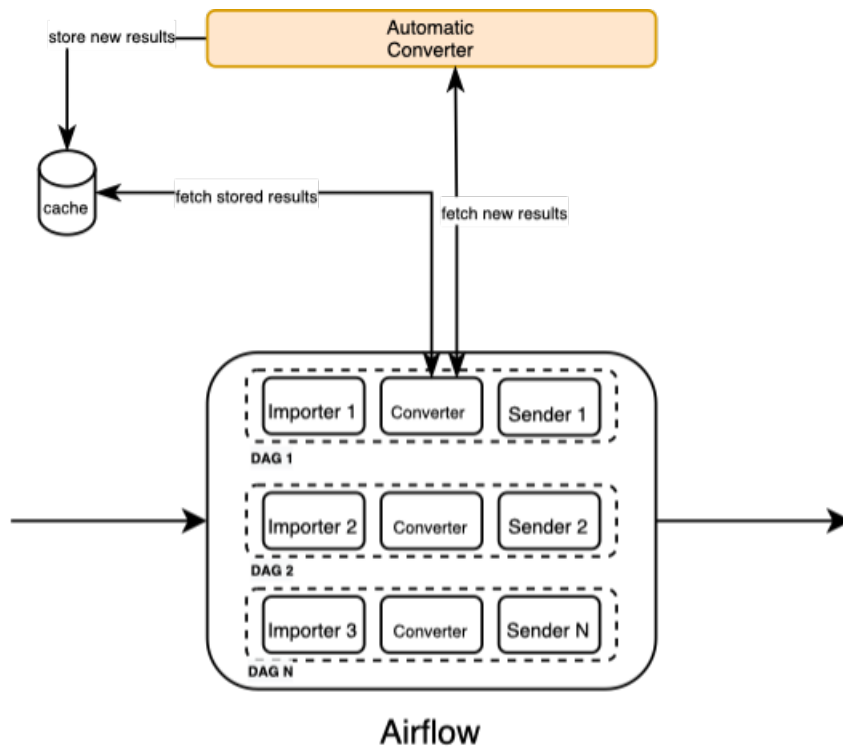 Automatic
Converter
store new results
cache
fetch stored results
fetch new results
Importer 1
Converter
Sender 1
DAG 1
Importer 2
Converter
Sender 2
DAG 2
Importer 3
Converter
Sender N
DAG N
Airflow